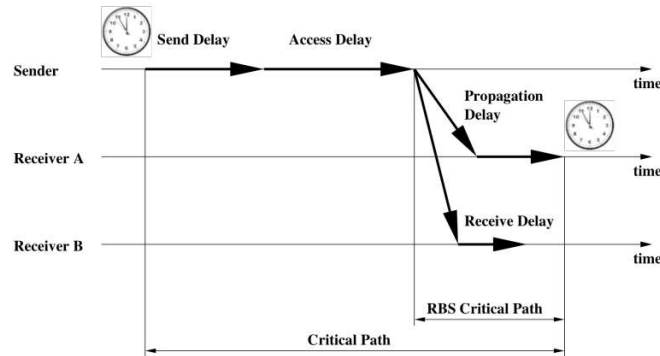 Send Delay
Access Delay
Sender
time
Propagation
Delay
Receiver A
time
Receive Delay
Receiver B
time
RBS Critical Path
Critical Path